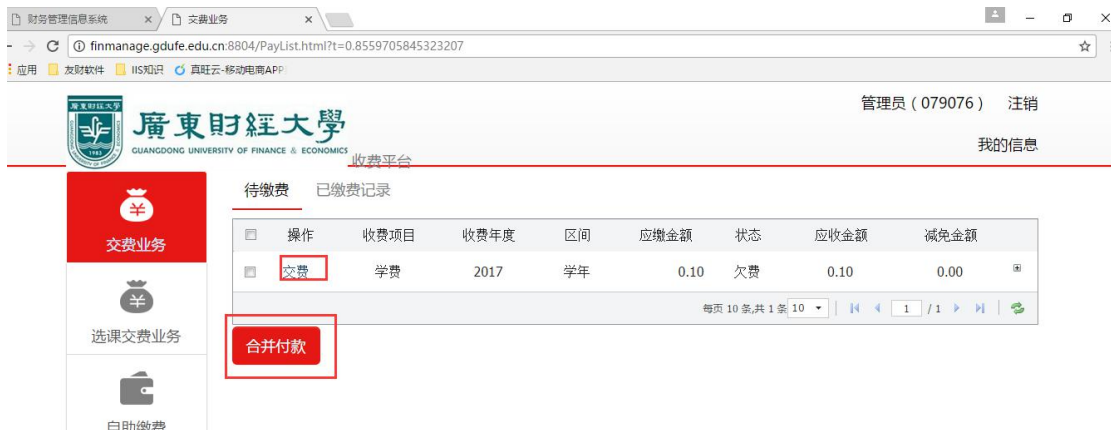 财务管理信息系统
交费业务
finmanage.gdufe.edu.cn:8804/PayList.html?t=0.8559705845323207
应用 友财软件 IIS知识 真旺云-移动电商APP
管理员 ( 079076 ) 注销
廣東財經大學
GUANGDONG UNIVERSITY OF FINANCE & ECONOMICS
1983
收费平台
我的信息
交费业务
选课交费业务
自助缴费
待缴费 已缴费记录
操作 收费项目 收费年度 区间 应缴金额 状态 应收金额 减免金额
交费 学费 2017 学年 0.10 欠费 0.10 0.00
每页 10 条,共 1 条 10 1 / 1
合并付款